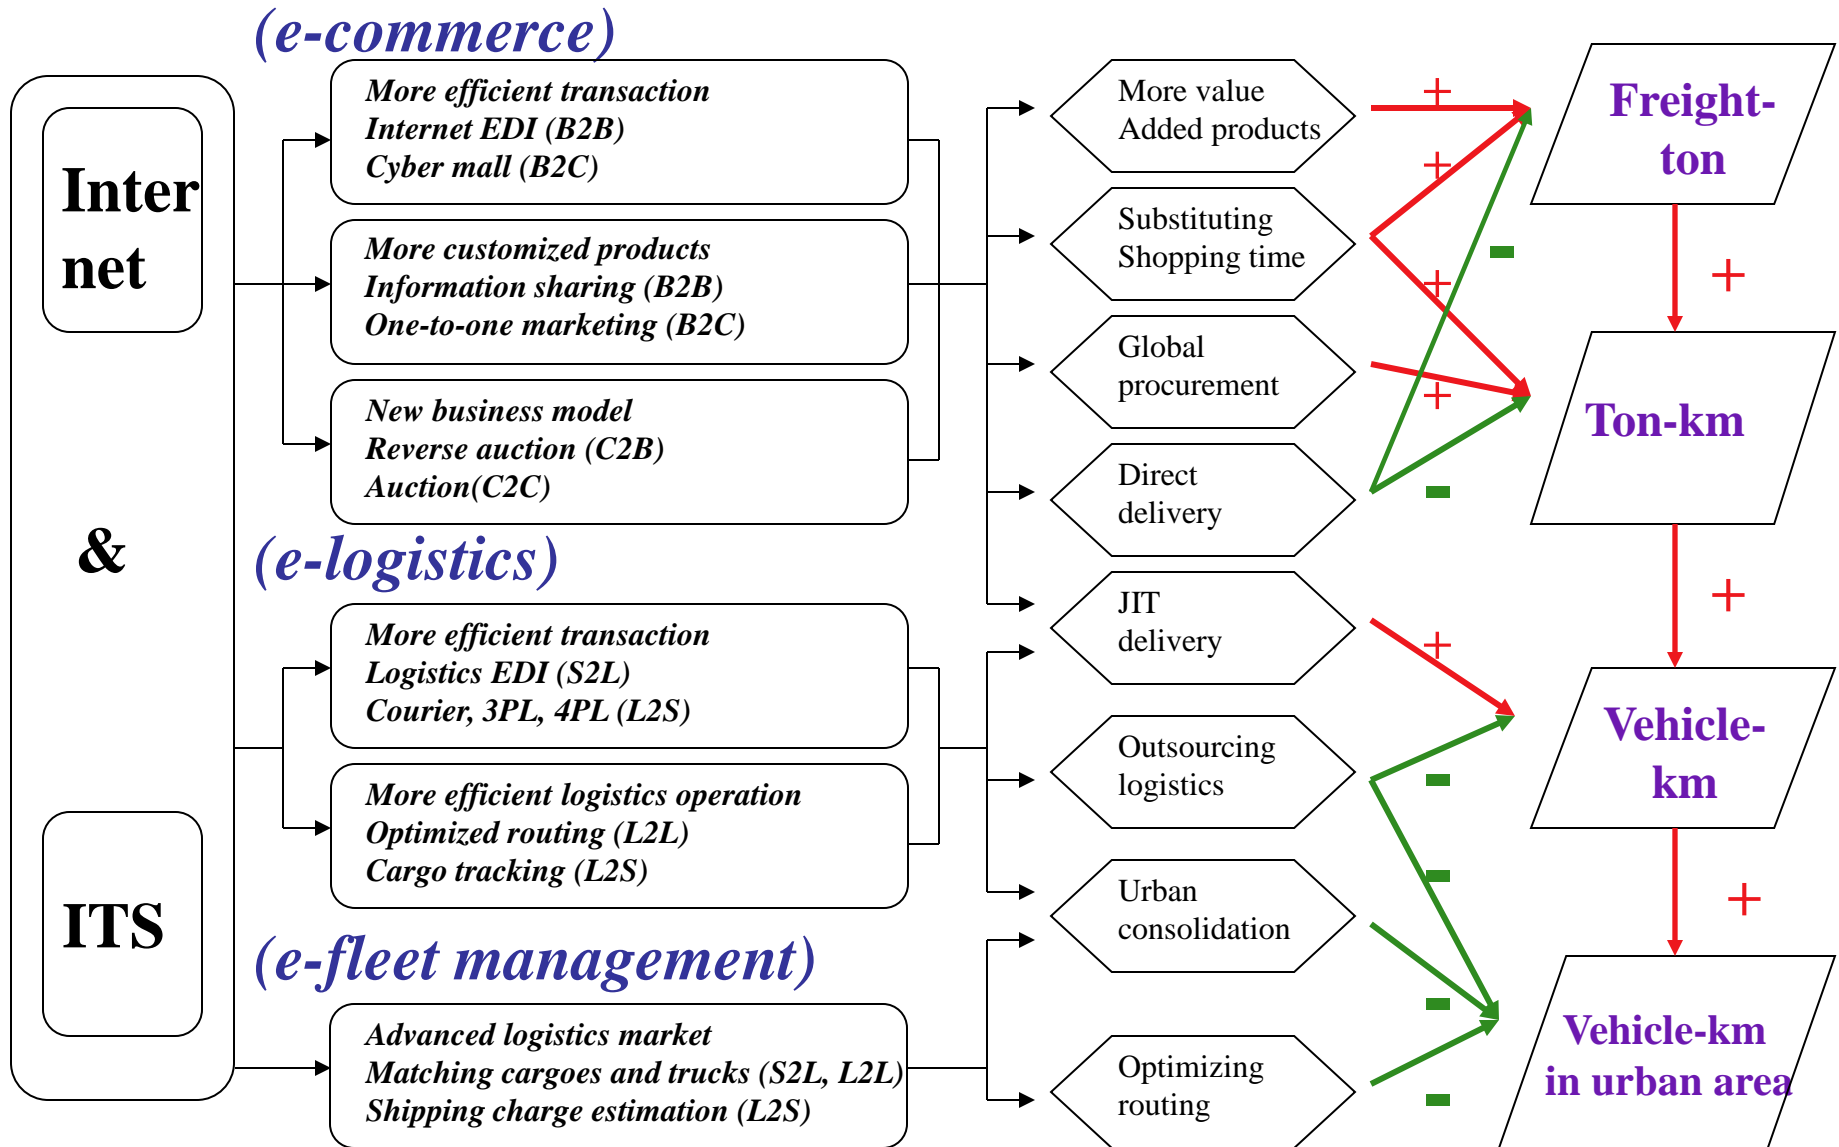 (e-commerce)
Inter
net
&
ITS
More efficient transaction
Internet EDI (B2B)
Cyber mall (B2C)
More customized products
Information sharing (B2B)
One-to-one marketing (B2C)
New business model
Reverse auction (C2B)
Auction(C2C)
(e-logistics)
More efficient transaction
Logistics EDI (S2L)
Courier, 3PL, 4PL (L2S)
More efficient logistics operation
Optimized routing (L2L)
Cargo tracking (L2S)
(e-fleet management)
Advanced logistics market
Matching cargoes and trucks (S2L, L2L)
Shipping charge estimation (L2S)
More value
Added products
Substituting
Shopping time
Global
procurement
Direct
delivery
JIT
delivery
Outsourcing
logistics
Urban
consolidation
Optimizing
routing
+
+
+
+
-
-
+
-
-
-
-
Freight-
ton
+
Ton-km
+
Vehicle-
km
+
Vehicle-km
in urban area